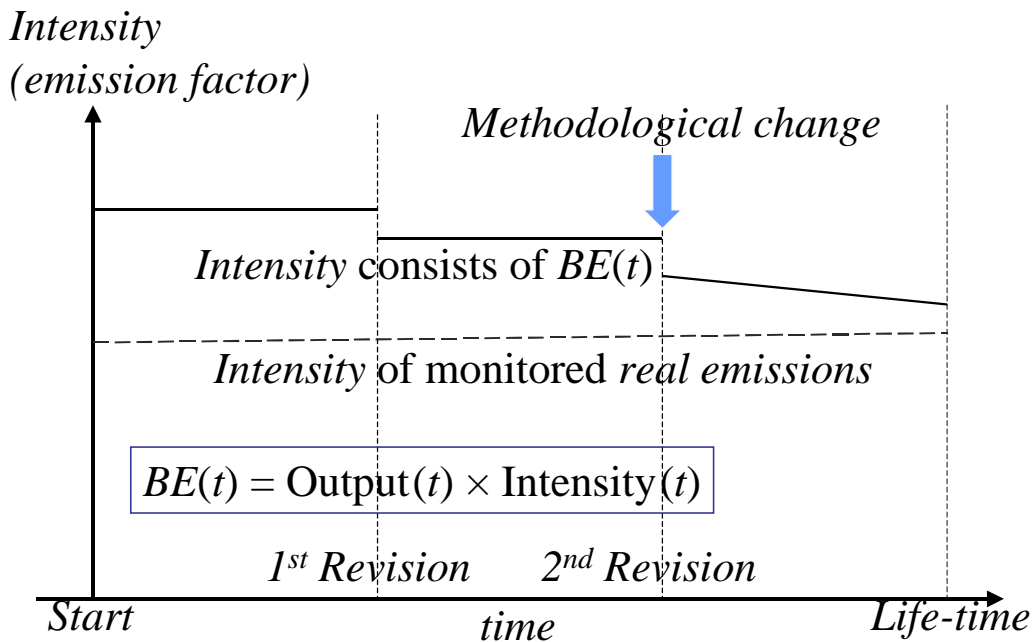 Intensity
(emission factor)
Methodological change
Intensity consists of BE(t)
Intensity of monitored real emissions
BE(t) = Output(t) × Intensity(t)
1st Revision
2nd Revision
Start
time
Life-time